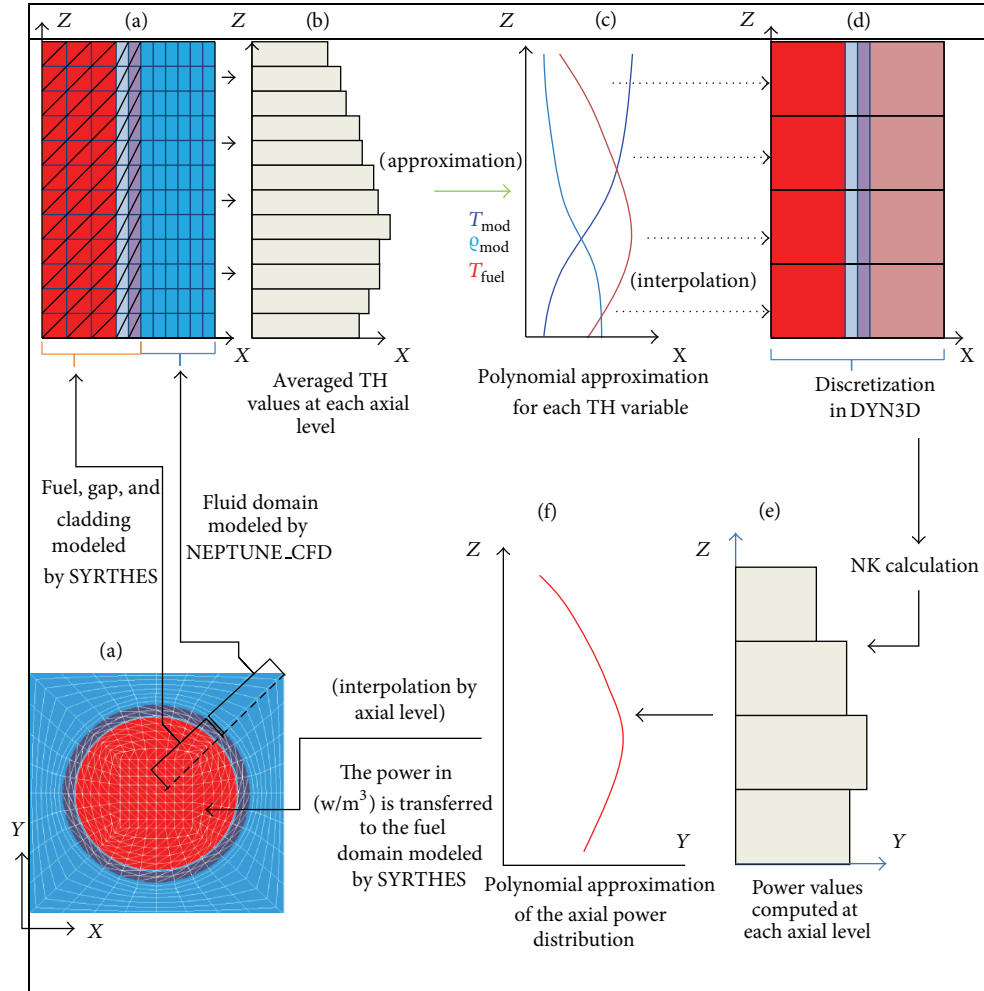 Z
(a)
Z
(b)
Z
(c)
Z
(d)
(approximation)
T_mod
ϱ_mod
T_fuel
(interpolation)
X
X
X
X
Averaged TH
values at each axial
level
Polynomial approximation
for each TH variable
Discretization
in DYN3D
Fuel, gap, and
cladding
modeled
by SYRTHES
Fluid domain
modeled by
NEPTUNE_CFD
(f)
(e)
Z
Z
NK calculation
(a)
(interpolation by
axial level)
The power in
(w/m³) is transferred
to the fuel
domain modeled
by SYRTHES
Y
X
Y
Y
Polynomial approximation
of the axial power
distribution
Power values
computed at
each axial level